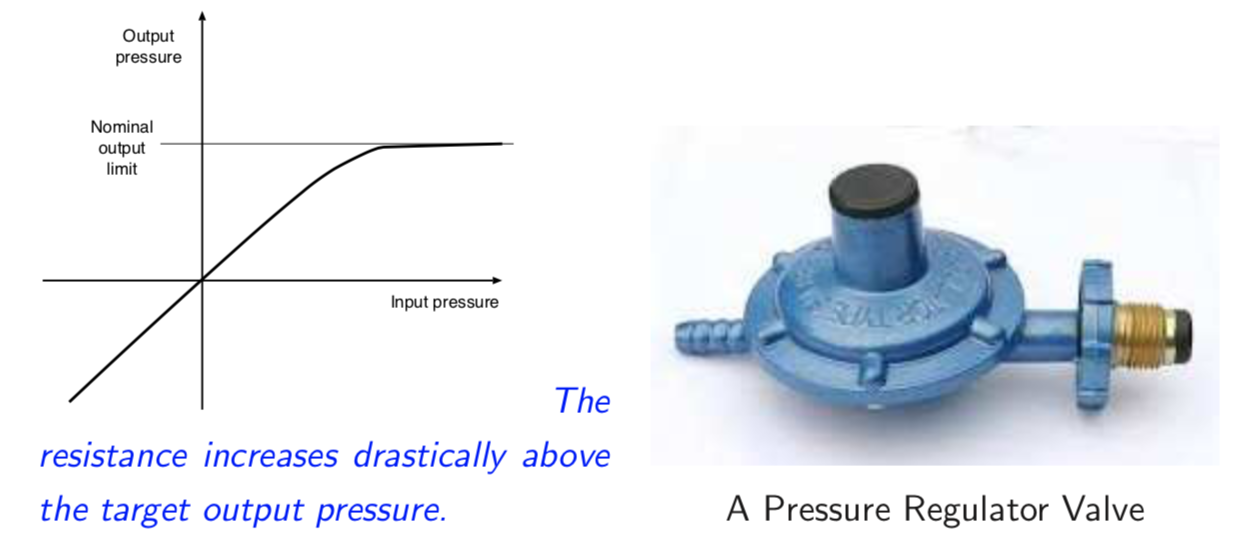 Output
pressure
Nominal
output
limit
Input pressure
The
resistance increases drastically above
the target output pressure.
A Pressure Regulator Valve